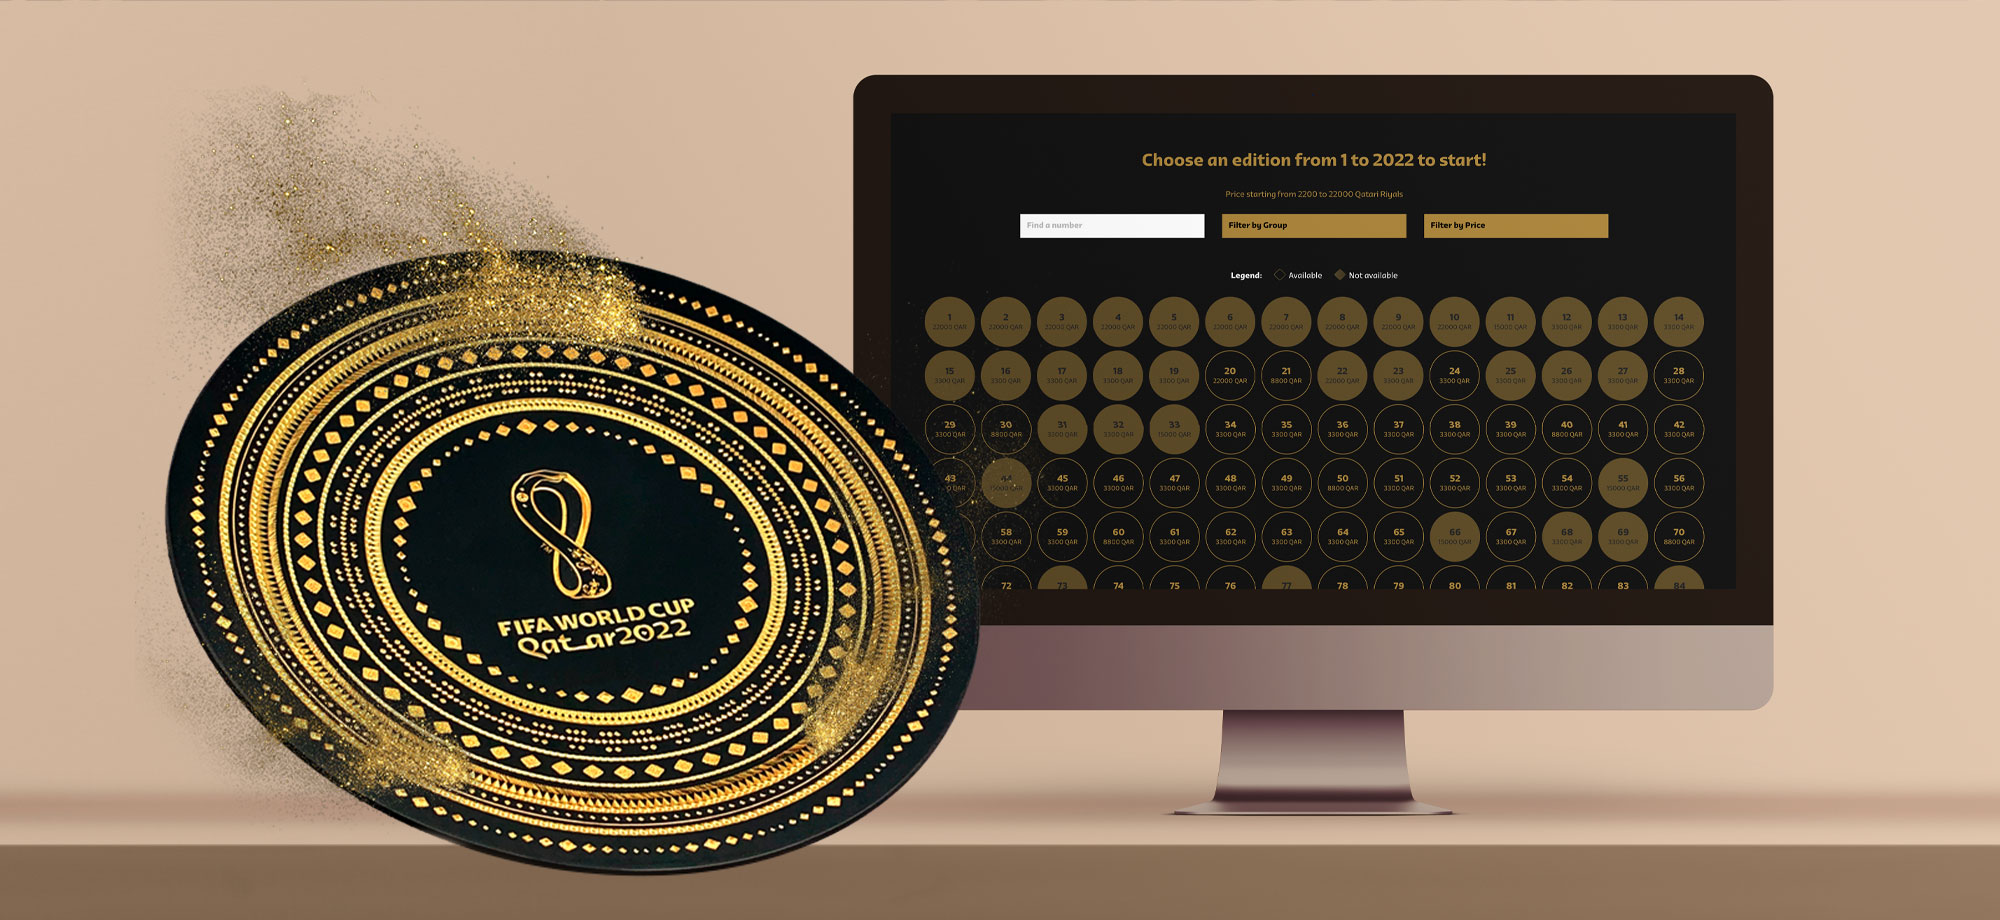 FIFA WORLD CUP
Qatar2022
TM
Choose an edition from 1 to 2022 to start!
Price starting from 2200 to 22000 Qatari Riyals
Find a number
Filter by Group
Filter by Price
Legend: Available Not available
1 2 3 4 5 6 7 8 9 10 11 12 13 14
22000 QAR 22000 QAR 22000 QAR 22000 QAR 22000 QAR 22000 QAR 22000 QAR 22000 QAR 22000 QAR 22000 QAR 15000 QAR 3300 QAR 3300 QAR 3300 QAR
15 16 17 18 19 20 21 22 23 24 25 26 27 28
3300 QAR 3300 QAR 3300 QAR 3300 QAR 3300 QAR 22000 QAR 8800 QAR 22000 QAR 3300 QAR 3300 QAR 3300 QAR 3300 QAR 3300 QAR 3300 QAR
29 30 31 32 33 34 35 36 37 38 39 40 41 42
3300 QAR 8800 QAR 3300 QAR 3300 QAR 15000 QAR 3300 QAR 3300 QAR 3300 QAR 3300 QAR 3300 QAR 3300 QAR 8800 QAR 3300 QAR 3300 QAR
43 44 45 46 47 48 49 50 51 52 53 54 55 56
QAR 15000 QAR 3300 QAR 3300 QAR 3300 QAR 3300 QAR 3300 QAR 8800 QAR 3300 QAR 3300 QAR 3300 QAR 3300 QAR 15000 QAR 3300 QAR
58 59 60 61 62 63 64 65 66 67 68 69 70
3300 QAR 3300 QAR 8800 QAR 3300 QAR 3300 QAR 3300 QAR 3300 QAR 3300 QAR 15000 QAR 3300 QAR 3300 QAR 3300 QAR 8800 QAR
72 73 74 75 76 77 78 79 80 81 82 83 84